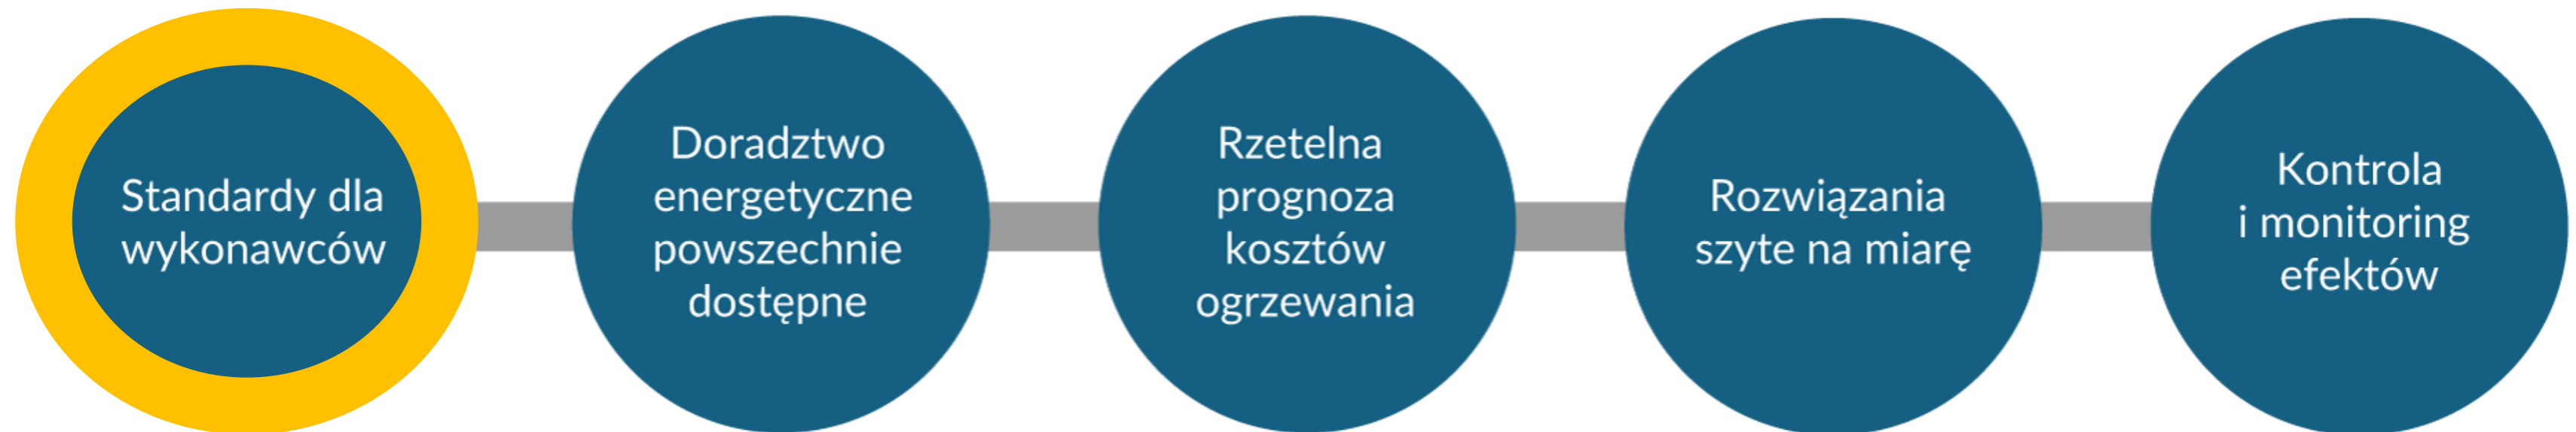 Standardy dla
wykonawców
Doradztwo
energetyczne
powszechnie
dostępne
Rzetelna
prognoza
kosztów
ogrzewania
Rozwiązania
szyte na miarę
Kontrola
i monitoring
efektów